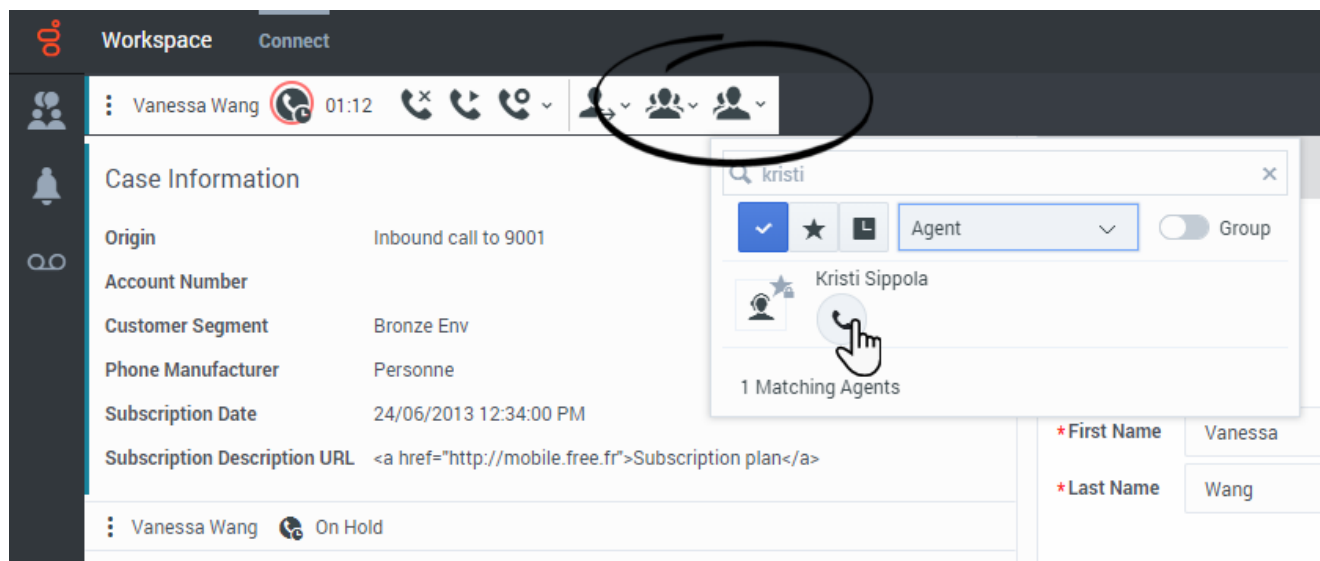 Workspace Connect
Vanessa Wang 01:12
kristi
Agent Group
Kristi Sippola
1 Matching Agents
Case Information
Origin Inbound call to 9001
Account Number
Customer Segment Bronze Env
Phone Manufacturer Personne
Subscription Date 24/06/2013 12:34:00 PM
Subscription Description URL <a href="http://mobile.free.fr">Subscription plan</a>
*First Name Vanessa
*Last Name Wang
Vanessa Wang On Hold